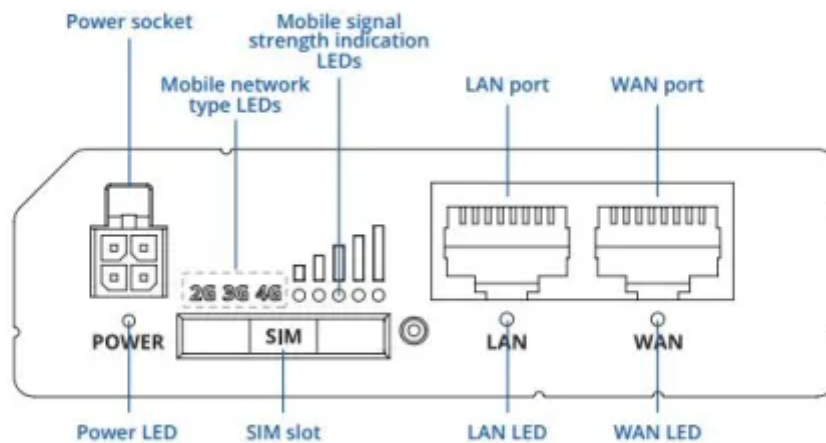 Power socket
Mobile signal
strength indication
LEDs
Mobile network
type LEDs
LAN port
WAN port
2G 3G 4G
POWER
SIM
LAN
WAN
Power LED
SIM slot
LAN LED
WAN LED